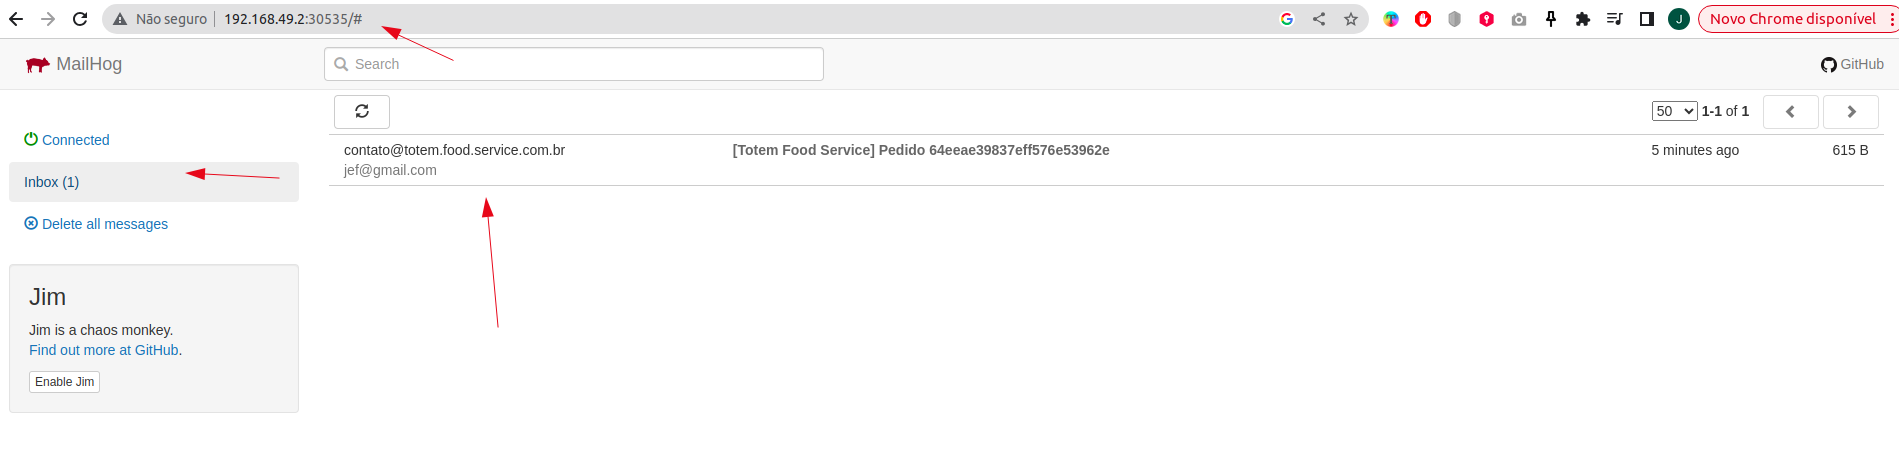 Não seguro 192.168.49.2:30535/# J Novo Chrome disponível
MailHog Search GitHub
50 1-1 of 1
Connected
contato@totem.food.service.com.br [Totem Food Service] Pedido 64eeae39837eff576e53962e 5 minutes ago 615 B
jef@gmail.com
Inbox (1)
Delete all messages
Jim
Jim is a chaos monkey.
Find out more at GitHub.
Enable Jim